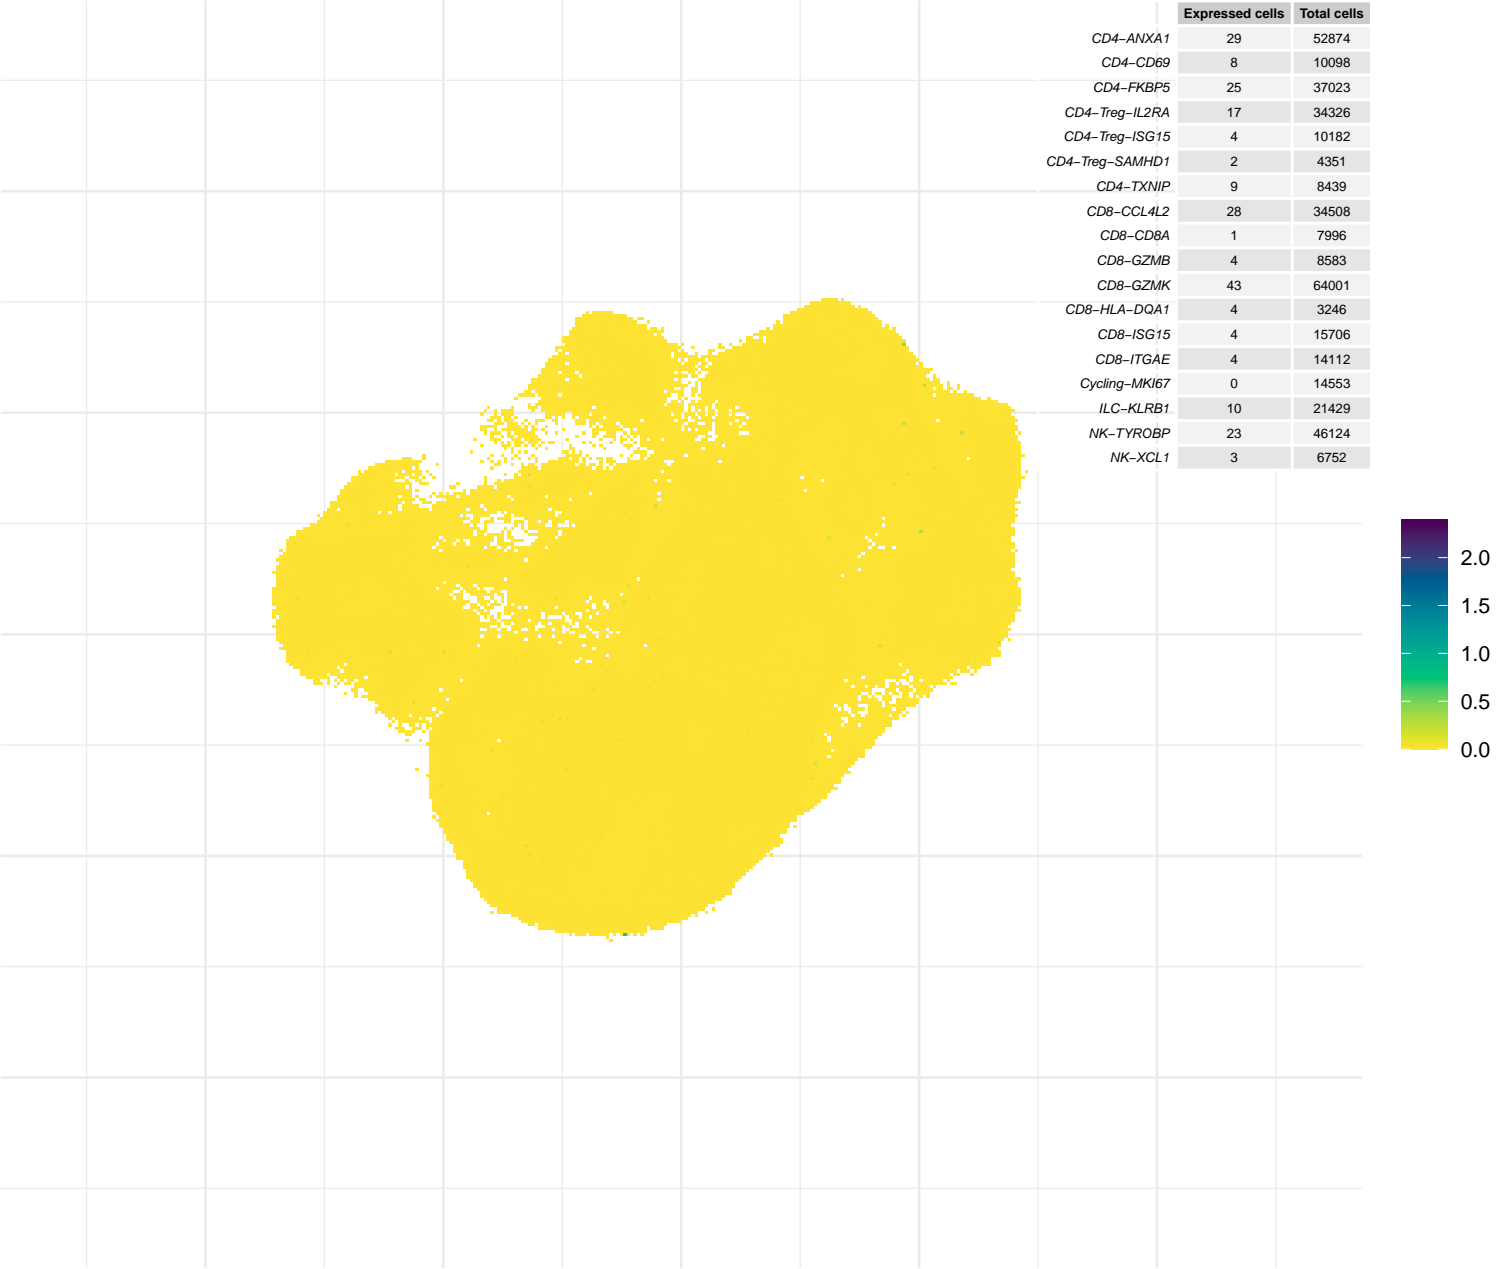 Expressed cells Total cells
CD4−ANXA1 29 52874
CD4−CD69 8 10098
CD4−FKBP5 25 37023
CD4−Treg−IL2RA 17 34326
CD4−Treg−ISG15 4 10182
CD4−Treg−SAMHD1 2 4351
CD4−TXNIP 9 8439
CD8−CCL4L2 28 34508
CD8−CD8A 1 7996
CD8−GZMB 4 8583
CD8−GZMK 43 64001
CD8−HLA−DQA1 4 3246
CD8−ISG15 4 15706
CD8−ITGAE 4 14112
Cycling−MKI67 0 14553
ILC−KLRB1 10 21429
NK−TYROBP 23 46124
NK−XCL1 3 6752
2.0
1.5
1.0
0.5
0.0